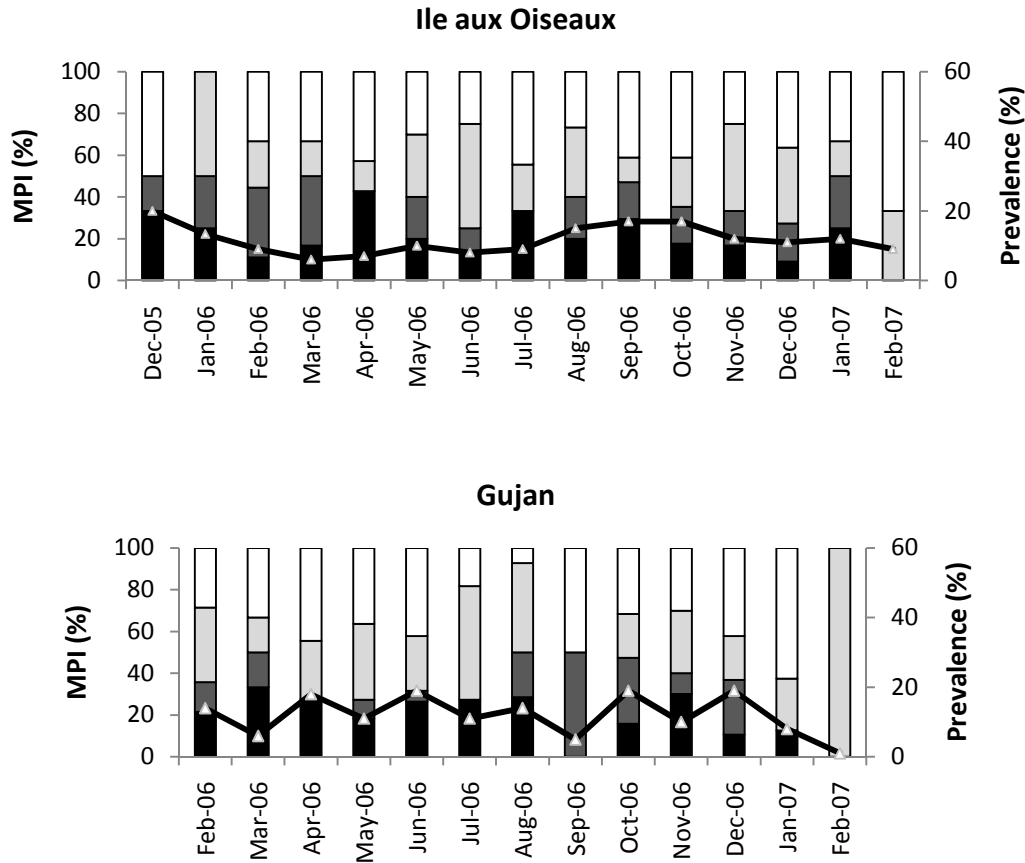 Ile aux Oiseaux
MPI (%)
100
80
60
40
20
0
60
40
20
0
Prevalence (%)
Dec-05
Jan-06
Feb-06
Mar-06
Apr-06
May-06
Jun-06
Jul-06
Aug-06
Sep-06
Oct-06
Nov-06
Dec-06
Jan-07
Feb-07
Gujan
MPI (%)
100
80
60
40
20
0
60
40
20
0
Prevalence (%)
Feb-06
Mar-06
Apr-06
May-06
Jun-06
Jul-06
Aug-06
Sep-06
Oct-06
Nov-06
Dec-06
Jan-07
Feb-07